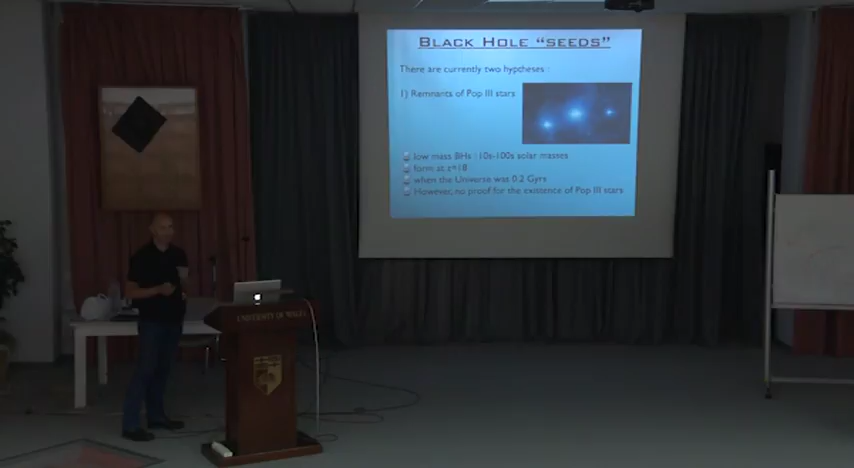 BLACK HOLE "SEEDS"
There are currently two hypotheses :
1) Remnants of Pop III stars
low mass BHs 10s-100s solar masses
form at z=18
when the Universe was 0.2 Gyrs
However, no proof for the existence of Pop III stars
UNIVERSITY OF MALTA